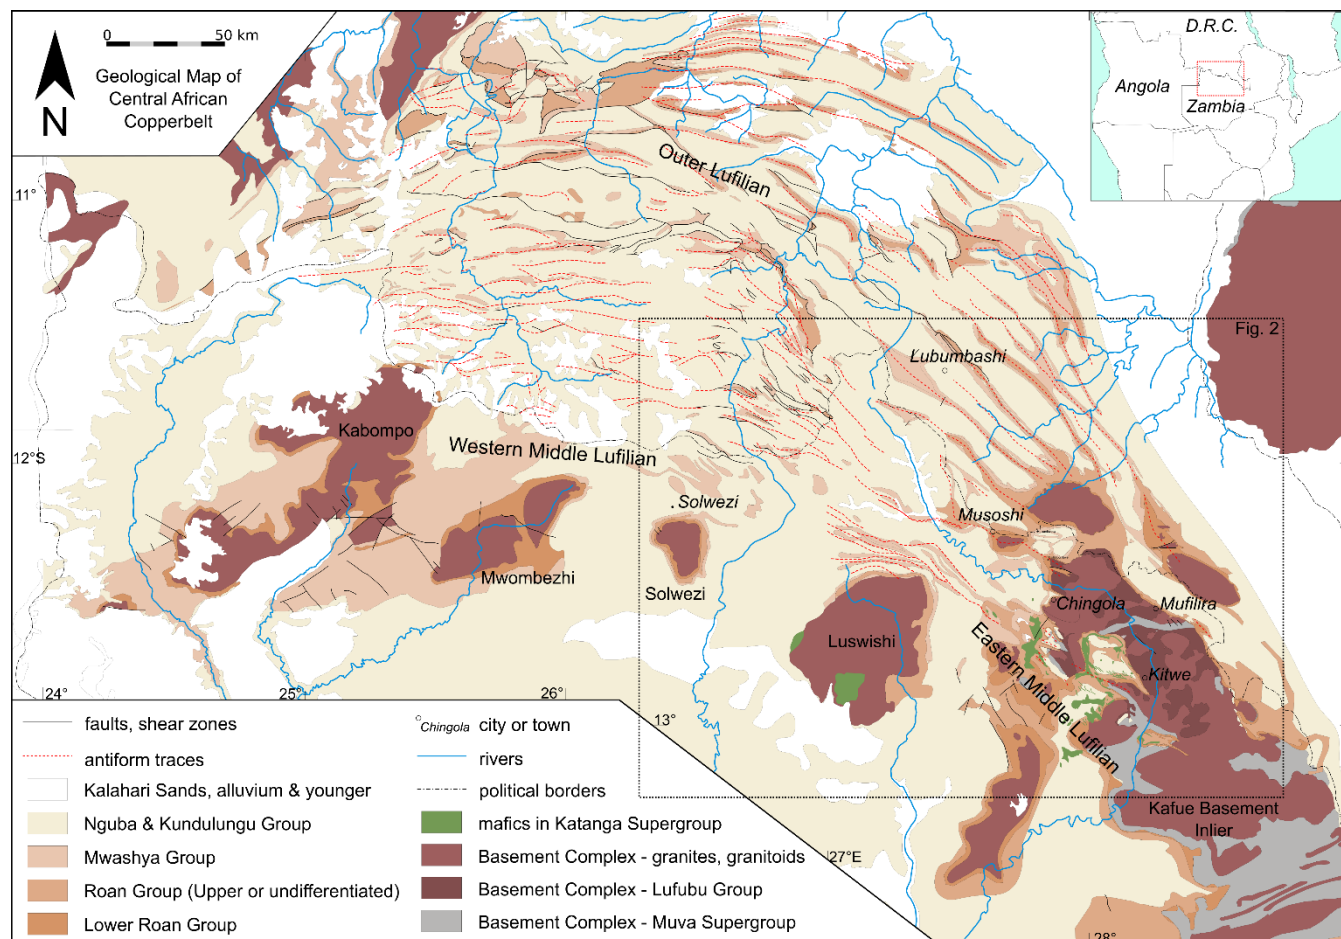 0 50 km
Geological Map of
Central African
Copperbelt
N
D.R.C.
Angola
Zambia
11°
Outer Lufilian
Fig. 2
Lubumbashi
Kabompo
12°S
Western Middle Lufilian
Solwezi
Musoshi
Mwombezhi
Solwezi
Chingola
Mufilira
Luswishi
Eastern Middle Lufilian
Kitwe
24°
25°
26°
13°
Kafue Basement
Inlier
27°E
28°
faults, shear zones
antiform traces
Kalahari Sands, alluvium & younger
Nguba & Kundulungu Group
Mwashya Group
Roan Group (Upper or undifferentiated)
Lower Roan Group
Chingola city or town
rivers
political borders
mafics in Katanga Supergroup
Basement Complex - granites, granitoids
Basement Complex - Lufubu Group
Basement Complex - Muva Supergroup